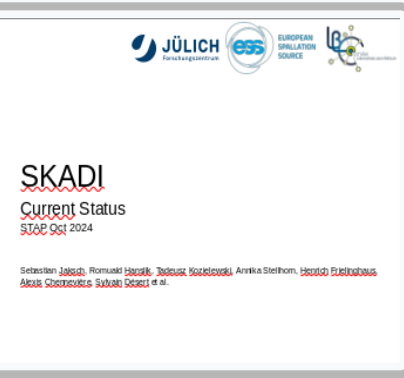 JÜLICH
Forschungszentrum
ess
EUROPEAN
SPALLATION
SOURCE
SKADI
Current Status
STAP Oct 2024
Sebastian Jaksch, Romuald Hanslik, Tadeusz Kozielewski, Annika Stellhorn, Henrich Frielinghaus,
Alexis Chennevière, Sylvain Désert et al.